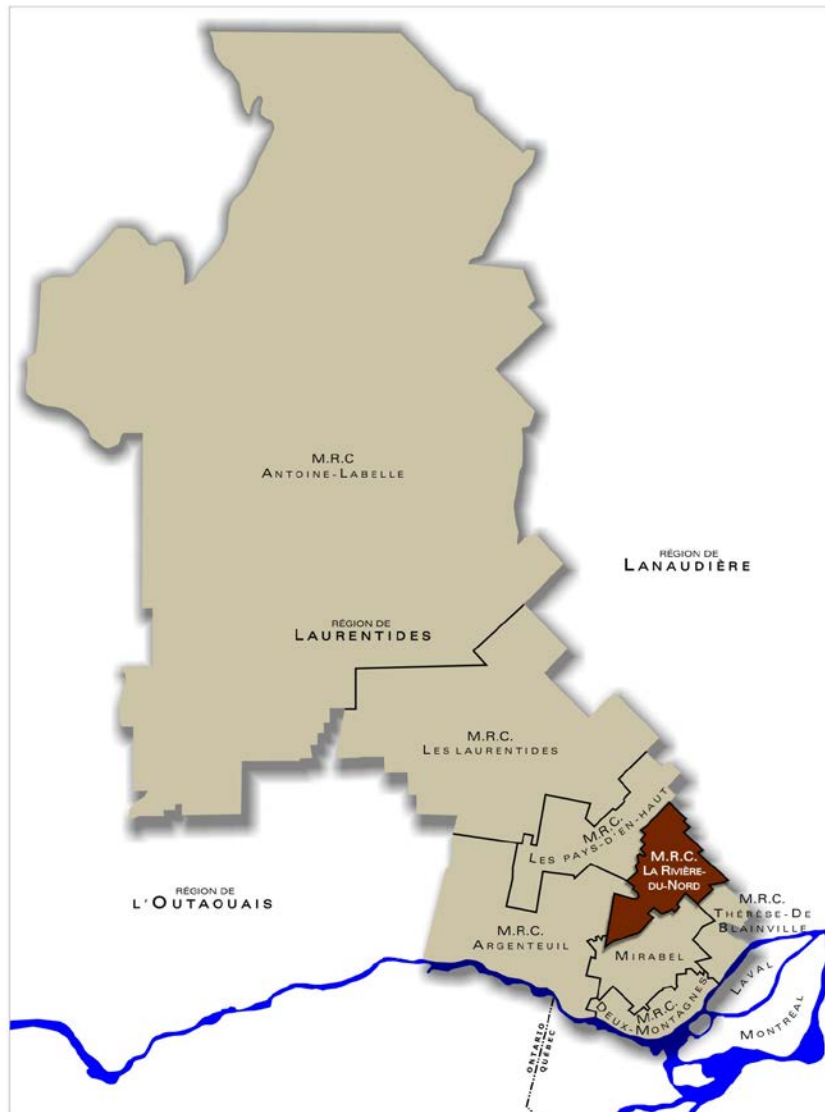 M.R.C
ANTOINE-LABELLE
RÉGION DE
LANAUDIÈRE
RÉGION DE
LAURENTIDES
M.R.C.
LES LAURENTIDES
M.R.C.
LES PAYS-D'EN-HAUT
M.R.C.
LA RIVIÈRE-
DU-NORD
RÉGION DE
L'OUTAOUAIS
M.R.C.
THÉRÈSE-DE
BLAINVILLE
M.R.C.
ARGENTEUIL
MIRABEL
M.R.C.
DEUX-MONTAGNES
LAVAL
MONTRÉAL
ONTARIO
QUÉBEC